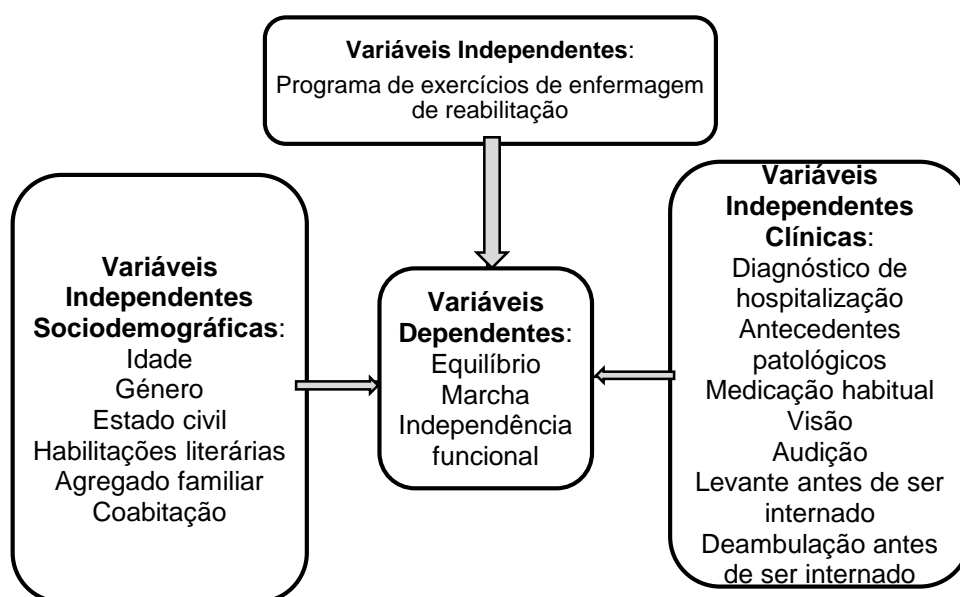 Variáveis Independentes:
Programa de exercícios de enfermagem
de reabilitação
Variáveis
Independentes
Sociodemográficas:
Idade
Género
Estado civil
Habilitações literárias
Agregado familiar
Coabitação
Variáveis
Dependentes:
Equilíbrio
Marcha
Independência
funcional
Variáveis
Independentes
Clínicas:
Diagnóstico de
hospitalização
Antecedentes
patológicos
Medicação habitual
Visão
Audição
Levante antes de ser
internado
Deambulação antes
de ser internado